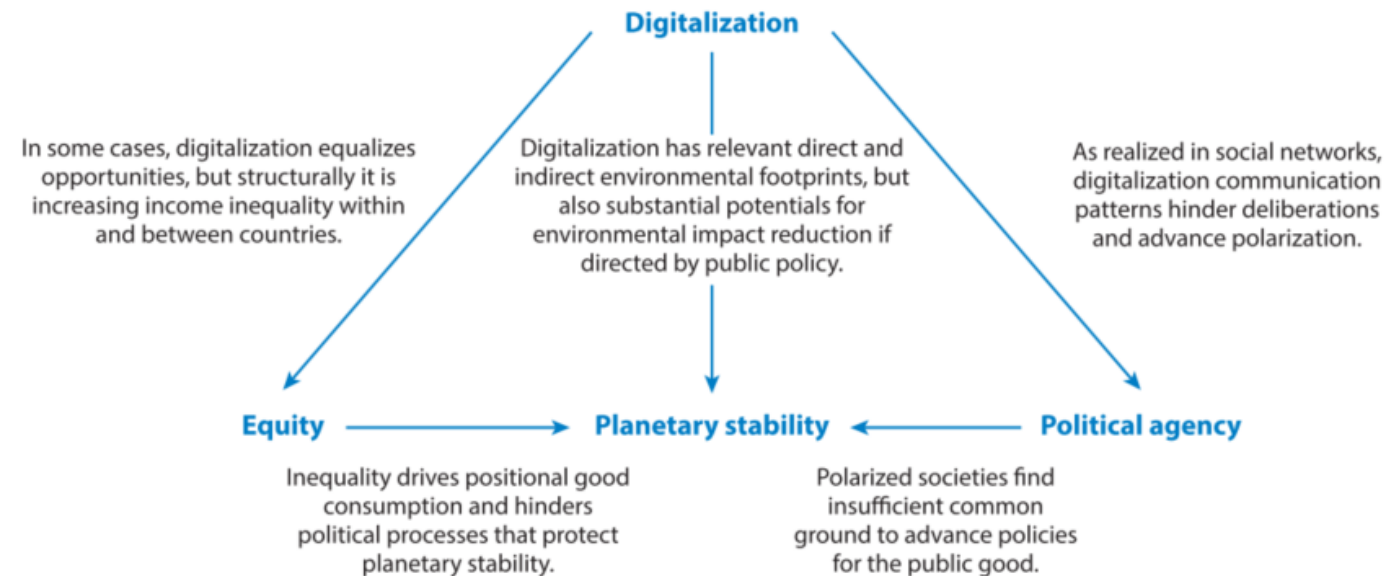 Digitalization
In some cases, digitalization equalizes
opportunities, but structurally it is
increasing income inequality within
and between countries.
Digitalization has relevant direct and
indirect environmental footprints, but
also substantial potentials for
environmental impact reduction if
directed by public policy.
As realized in social networks,
digitalization communication
patterns hinder deliberations
and advance polarization.
Equity
Planetary stability
Political agency
Inequality drives positional good
consumption and hinders
political processes that protect
planetary stability.
Polarized societies find
insufficient common
ground to advance policies
for the public good.